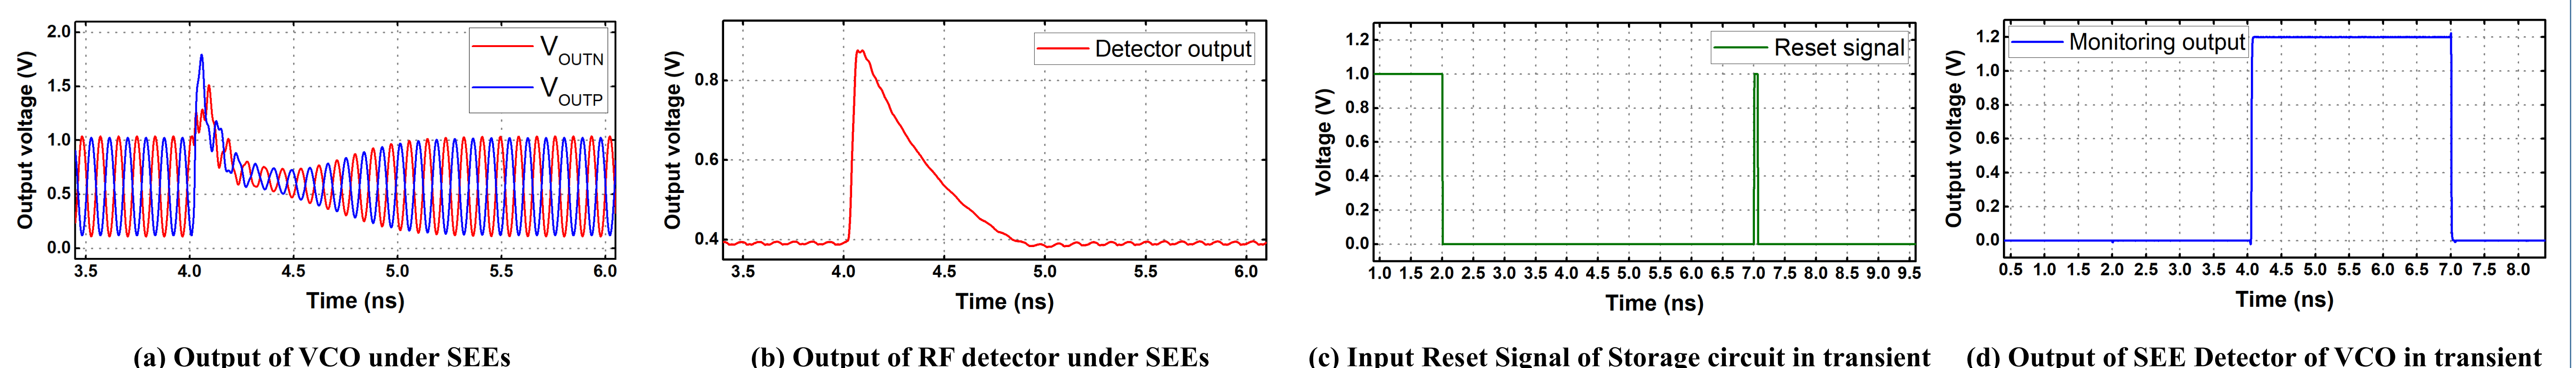 2.0
1.5
1.0
0.5
0.0
Output voltage (V)
V OUTN
V OUTP
3.5 4.0 4.5 5.0 5.5 6.0
Time (ns)
(a) Output of VCO under SEEs
0.8
0.6
0.4
Output voltage (V)
Detector output
3.5 4.0 4.5 5.0 5.5 6.0
Time (ns)
(b) Output of RF detector under SEEs
1.2
1.0
0.8
0.6
0.4
0.2
0.0
Voltage (V)
Reset signal
1.0 1.5 2.0 2.5 3.0 3.5 4.0 4.5 5.0 5.5 6.0 6.5 7.0 7.5 8.0 8.5 9.0 9.5
Time (ns)
(c) Input Reset Signal of Storage circuit in transient
1.2
1.0
0.8
0.6
0.4
0.2
0.0
Output voltage (V)
Monitoring output
0.5 1.0 1.5 2.0 2.5 3.0 3.5 4.0 4.5 5.0 5.5 6.0 6.5 7.0 7.5 8.0
Time (ns)
(d) Output of SEE Detector of VCO in transient